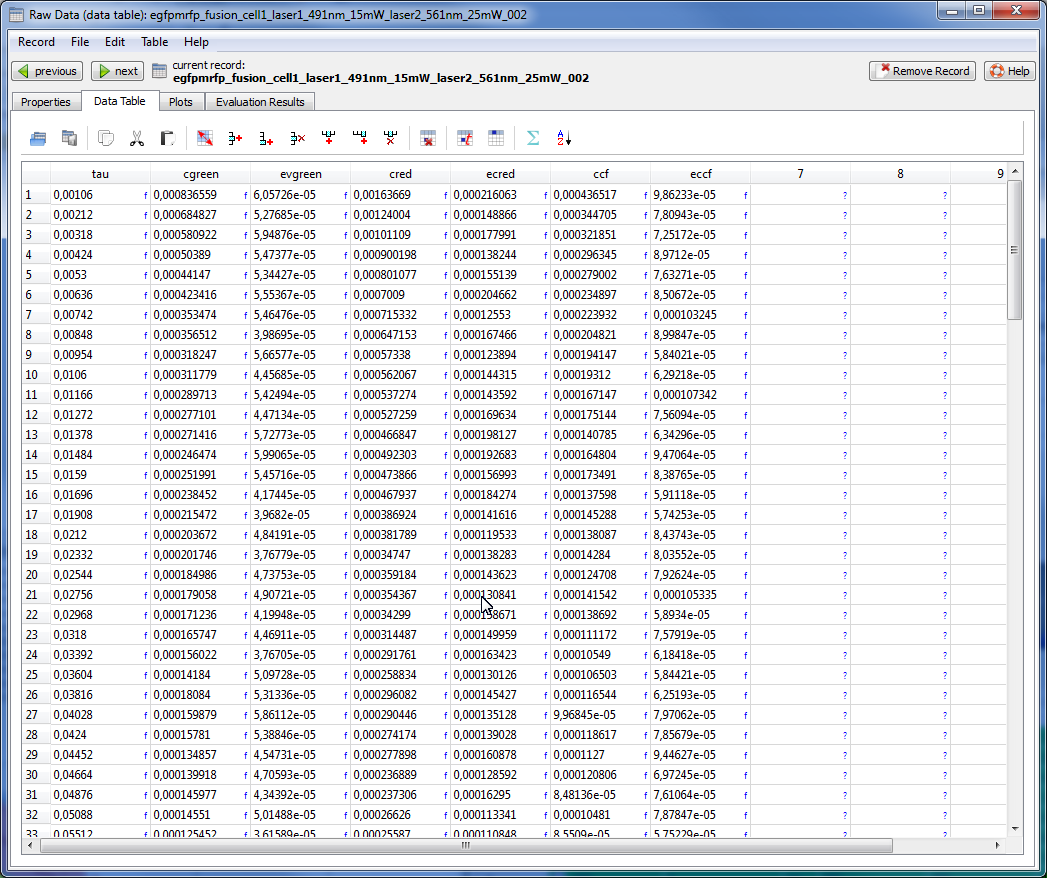 Raw Data (data table): egfpmrfp_fusion_cell1_laser1_491nm_15mW_laser2_561nm_25mW_002
Record File Edit Table Help
previous next current record:
egfpmrfp_fusion_cell1_laser1_491nm_15mW_laser2_561nm_25mW_002
Remove Record Help
Properties Data Table Plots Evaluation Results
tau cgreen evgreen cred ecred ccf eccf 7 8 9
1 0,00106 f 0,000836559 f 6,05726e-05 f 0,00163669 f 0,000216063 f 0,000436517 f 9,86233e-05 f ? ?
2 0,00212 f 0,000684827 f 5,27685e-05 f 0,00124004 f 0,000148866 f 0,000344705 f 7,80943e-05 f ? ?
3 0,00318 f 0,000580922 f 5,94876e-05 f 0,00101109 f 0,000177991 f 0,000321851 f 7,25172e-05 f ? ?
4 0,00424 f 0,00050389 f 5,47377e-05 f 0,000900198 f 0,000138244 f 0,000296345 f 8,9712e-05 f ? ?
5 0,0053 f 0,00044147 f 5,34427e-05 f 0,000801077 f 0,000155139 f 0,000279002 f 7,63271e-05 f ? ?
6 0,00636 f 0,000423416 f 5,55367e-05 f 0,0007009 f 0,000204662 f 0,000234897 f 8,50672e-05 f ? ?
7 0,00742 f 0,000353474 f 5,46476e-05 f 0,000715332 f 0,00012553 f 0,000223932 f 0,000103245 f ? ?
8 0,00848 f 0,000356512 f 3,98695e-05 f 0,000647153 f 0,000167466 f 0,000204821 f 8,99847e-05 f ? ?
9 0,00954 f 0,000318247 f 5,66577e-05 f 0,00057338 f 0,000123894 f 0,000194147 f 5,84021e-05 f ? ?
10 0,0106 f 0,000311779 f 4,45685e-05 f 0,000562067 f 0,000144315 f 0,00019312 f 6,29218e-05 f ? ?
11 0,01166 f 0,000289713 f 5,42494e-05 f 0,000537274 f 0,000143592 f 0,000167147 f 0,000107342 f ? ?
12 0,01272 f 0,000277101 f 4,47134e-05 f 0,000527259 f 0,000169634 f 0,000175144 f 7,56094e-05 f ? ?
13 0,01378 f 0,000271416 f 5,72773e-05 f 0,000466847 f 0,000198127 f 0,000140785 f 6,34296e-05 f ? ?
14 0,01484 f 0,000246474 f 5,99065e-05 f 0,000492303 f 0,000192683 f 0,000164804 f 9,47064e-05 f ? ?
15 0,0159 f 0,000251991 f 5,45716e-05 f 0,000473866 f 0,000156993 f 0,000173491 f 8,38765e-05 f ? ?
16 0,01696 f 0,000238452 f 4,17445e-05 f 0,000467937 f 0,000184274 f 0,000137598 f 5,91118e-05 f ? ?
17 0,01908 f 0,000215472 f 3,9682e-05 f 0,000386924 f 0,000141616 f 0,000145288 f 5,74253e-05 f ? ?
18 0,0212 f 0,000203672 f 4,84191e-05 f 0,000381789 f 0,000119533 f 0,000138087 f 8,43743e-05 f ? ?
19 0,02332 f 0,000201746 f 3,76779e-05 f 0,00034747 f 0,000138283 f 0,00014284 f 8,03552e-05 f ? ?
20 0,02544 f 0,000184986 f 4,73753e-05 f 0,000359184 f 0,000143623 f 0,000124708 f 7,92624e-05 f ? ?
21 0,02756 f 0,000179058 f 4,90721e-05 f 0,000354367 f 0,000130841 f 0,000141542 f 0,000105335 f ? ?
22 0,02968 f 0,000171236 f 4,19948e-05 f 0,00034299 f f 0,000138692 f 5,8934e-05 f ? ?
23 0,0318 f 0,000165747 f 4,46911e-05 f 0,000314487 f 0,000149959 f 0,000111172 f 7,57919e-05 f ? ?
24 0,03392 f 0,000156022 f 3,76705e-05 f 0,000291761 f 0,000163423 f 0,00010549 f 6,18418e-05 f ? ?
25 0,03604 f 0,00014184 f 5,09728e-05 f 0,000258834 f 0,000130126 f 0,000106503 f 5,84421e-05 f ? ?
26 0,03816 f 0,00018084 f 5,31336e-05 f 0,000296082 f 0,000145427 f 0,000116544 f 6,25193e-05 f ? ?
27 0,04028 f 0,000159879 f 5,86112e-05 f 0,000290446 f 0,000135128 f 9,96845e-05 f 7,97062e-05 f ? ?
28 0,0424 f 0,00015781 f 5,38846e-05 f 0,000274174 f 0,000139028 f 0,000118617 f 7,85679e-05 f ? ?
29 0,04452 f 0,000134857 f 4,54731e-05 f 0,000277898 f 0,000160878 f 0,0001127 f 9,44627e-05 f ? ?
30 0,04664 f 0,000139918 f 4,70593e-05 f 0,000236889 f 0,000128592 f 0,000120806 f 6,97245e-05 f ? ?
31 0,04876 f 0,000145977 f 4,34392e-05 f 0,000237306 f 0,00016295 f 8,48136e-05 f 7,61064e-05 f ? ?
32 0,05088 f 0,00014551 f 5,01488e-05 f 0,00026626 f 0,000113341 f 0,00010481 f 7,87847e-05 f ? ?
33 0,05512 f 0,000125452 f 3,61589e-05 f 0,00025587 f 0,000110848 f 8,5509e-05 f 5,75229e-05 f ? ?